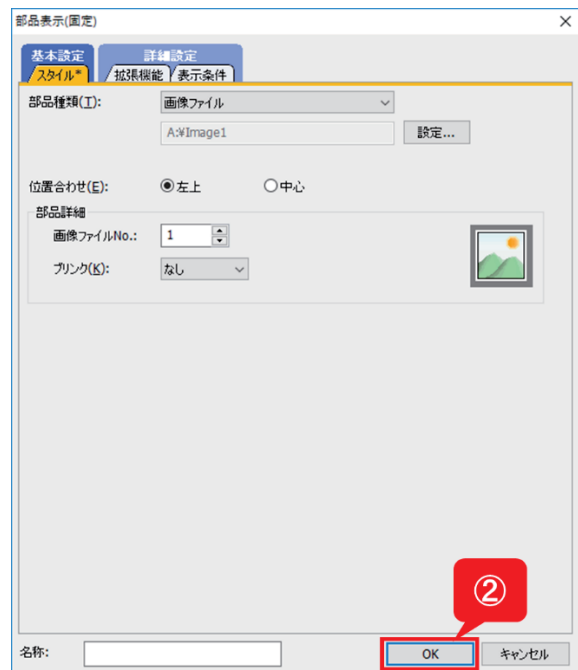 部品表示(固定)
基本設定 詳細設定
スタイル* 拡張機能 表示条件
部品種類(T): 画像ファイル
A:¥Image1 設定...
位置合わせ(E): 左上 中心
部品詳細
画像ファイルNo.: 1
ブリンク(K): なし
②
名称: OK キャンセル